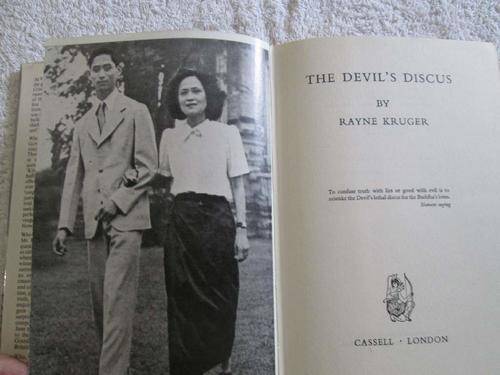 THE DEVIL'S DISCUS
BY
RAYNE KRUGER
To confuse truth with lies or good with evil is to
mistake the Devil's lethal discus for the Buddha's lotus.
Siamese saying
CASSELL · LONDON